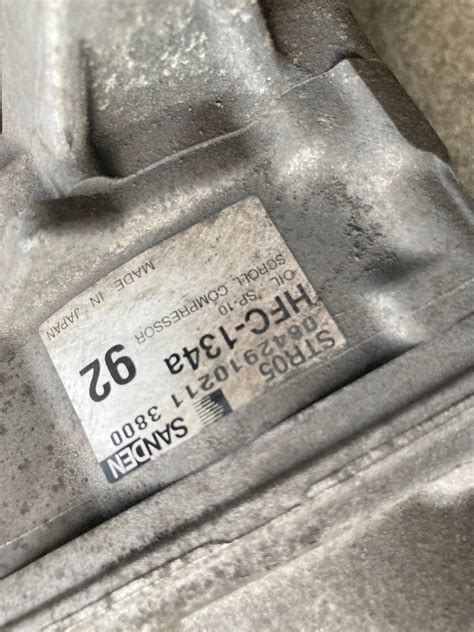 SANDEN 3800
STR05 0842910211
HFC-134a 92
OIL SP-10
SCROLL COMPRESSOR
MADE IN JAPAN